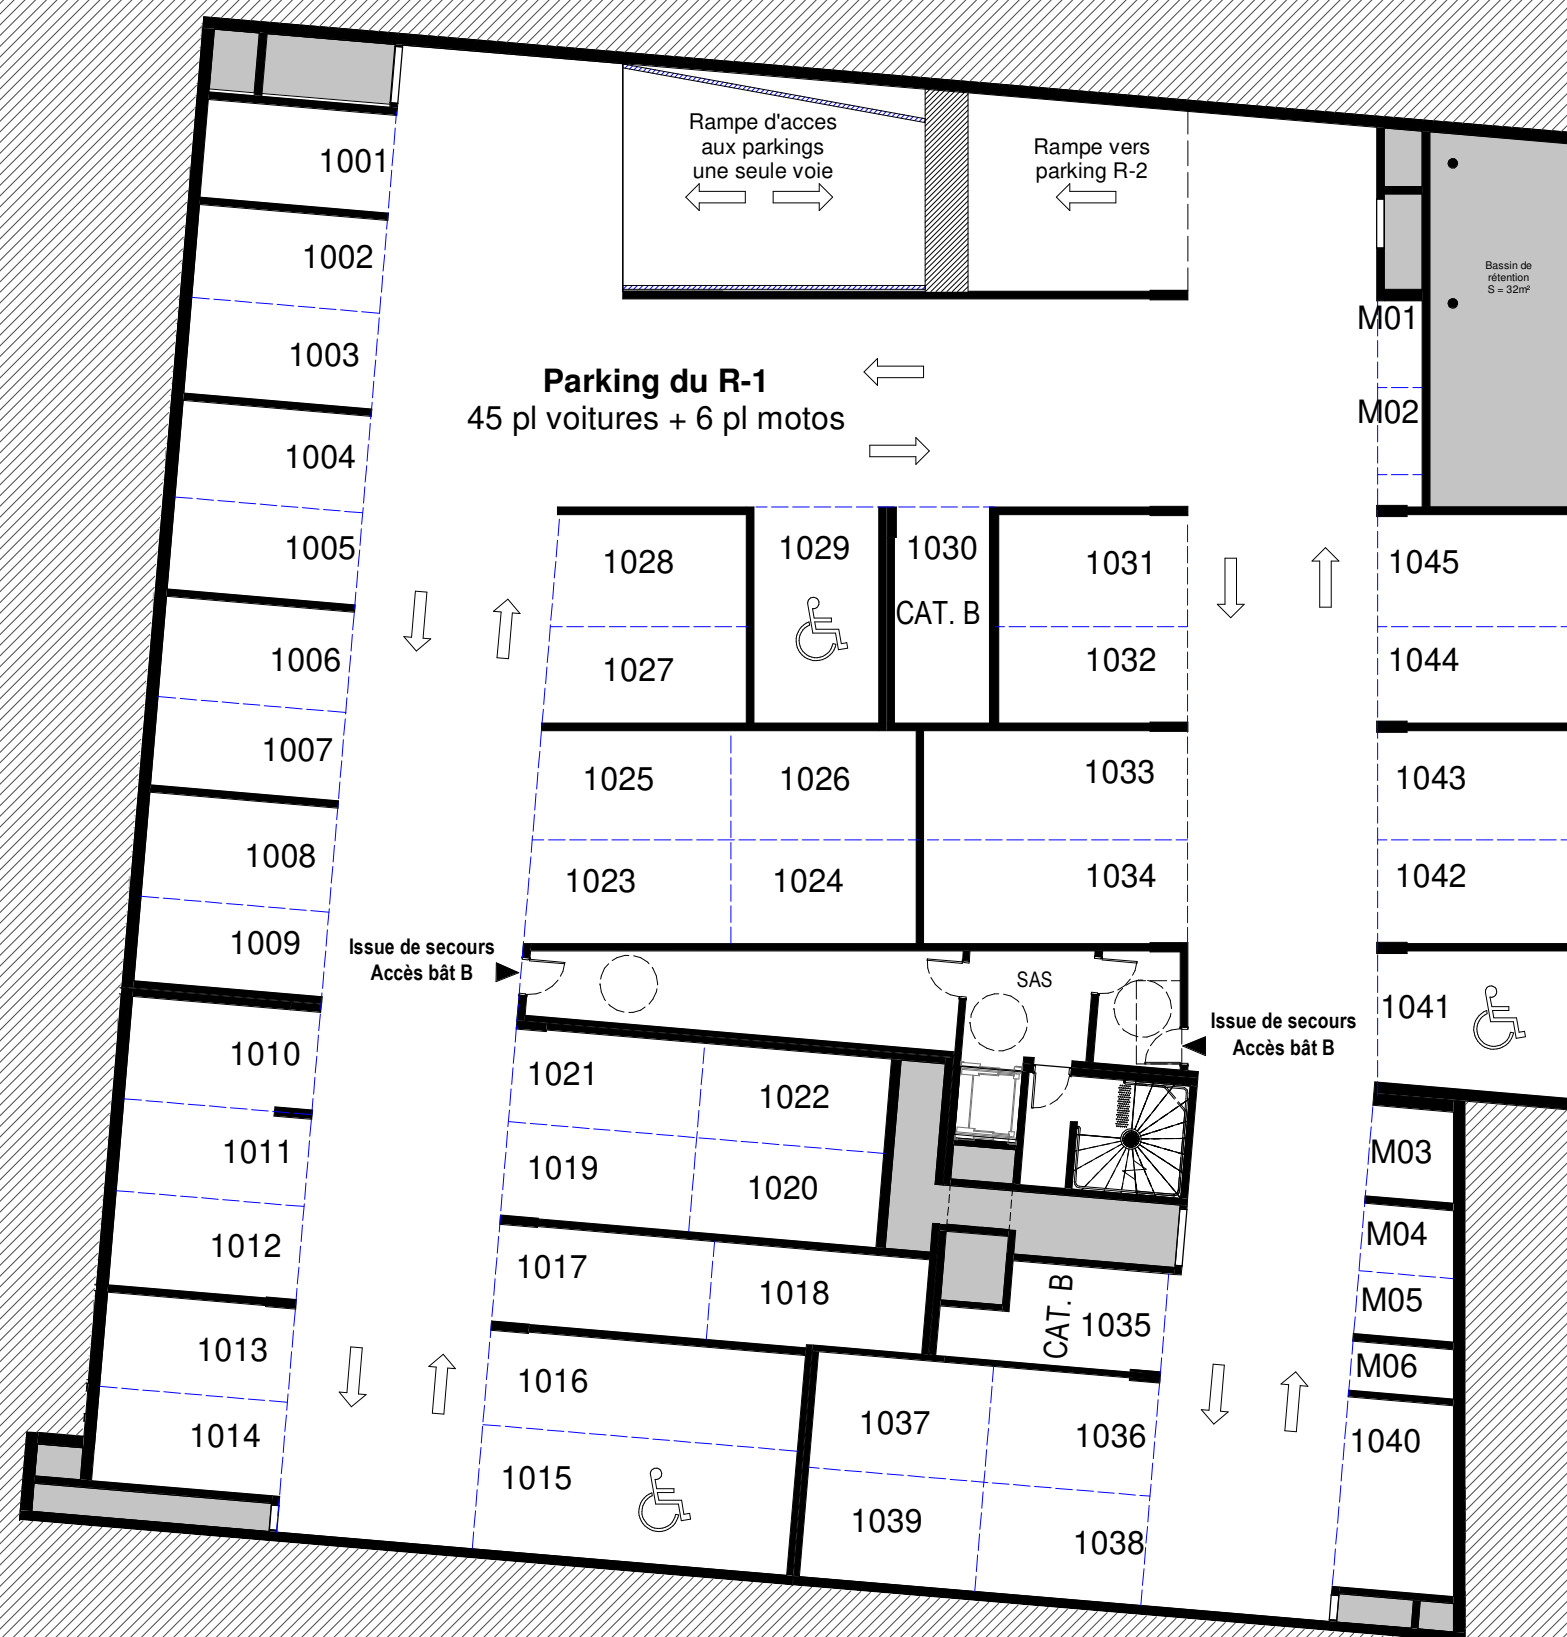 Rampe d'acces
aux parkings
une seule voie
Rampe vers
parking R-2
Bassin de
rétention
S = 32m²
1001
1002
1003
1004
1005
1006
1007
1008
1009
1010
1011
1012
1013
1014
Parking du R-1
45 pl voitures + 6 pl motos
M01
M02
1028
1027
1029
1030
CAT. B
1031
1032
1045
1044
1025
1026
1023
1024
1033
1034
1043
1042
Issue de secours
Accès bât B
SAS
Issue de secours
Accès bât B
1041
1021
1022
1019
1020
1017
1018
CAT. B
1035
M03
M04
M05
M06
1016
1015
1037
1036
1039
1038
1040